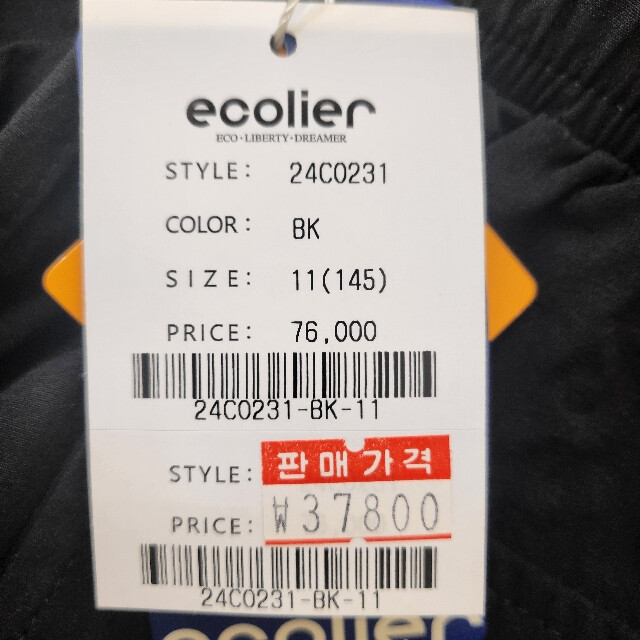 ecolier
ECO·LIBERTY·DREAMER
STYLE: 24C0231
COLOR: BK
SIZE: 11(145)
PRICE: 76,000
24C0231-BK-11
판매가격
STYLE:
PRICE: ₩37800
24C0231-BK-11
ecolier